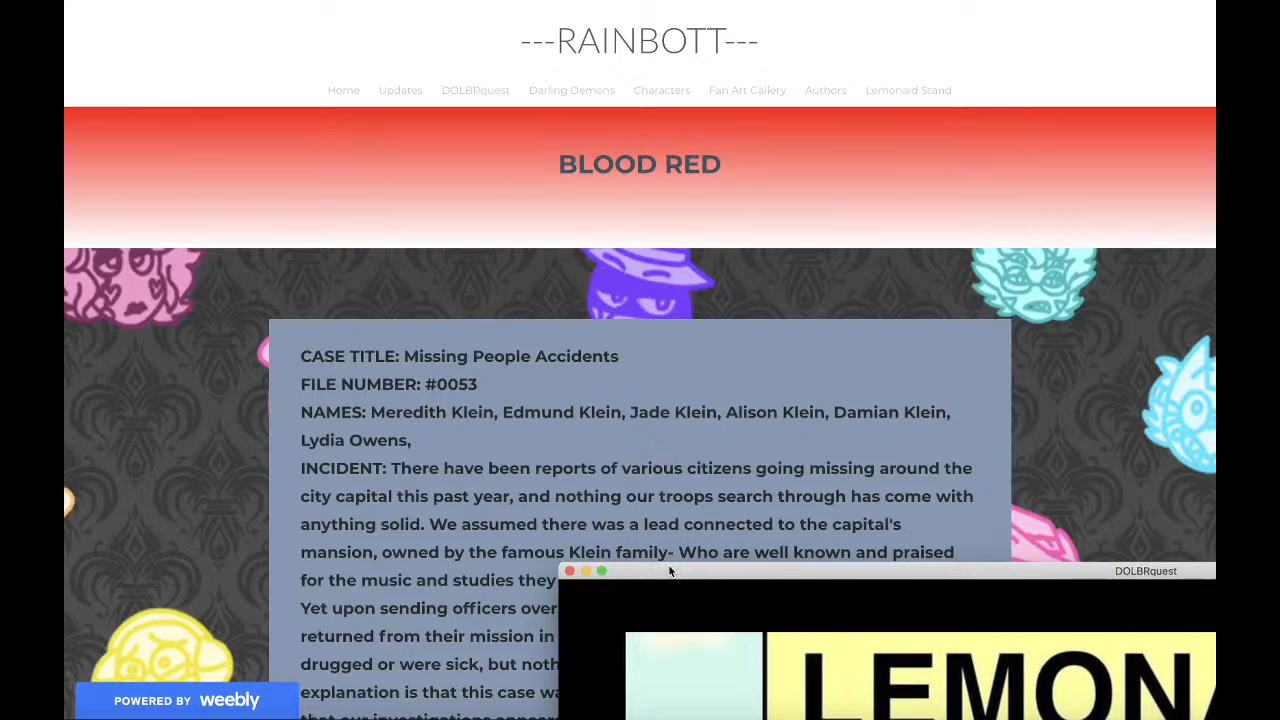 ---RAINBOTT---
Home Updates DOLBRquest Darling Demons Characters Fan Art Gallery Authors Lemonaid Stand
BLOOD RED
CASE TITLE: Missing People Accidents
FILE NUMBER: #0053
NAMES: Meredith Klein, Edmund Klein, Jade Klein, Alison Klein, Damian Klein,
Lydia Owens,
INCIDENT: There have been reports of various citizens going missing around the
city capital this past year, and nothing our troops search through has come with
anything solid. We assumed there was a lead connected to the capital's
mansion, owned by the famous Klein family- Who are well known and praised
for the music and studies they
DOLBRquest
Yet upon sending officers over
returned from their mission in
drugged or were sick, but noth
explanation is that this case wa
that our investigations appears
LEMONA
POWERED BY weebly